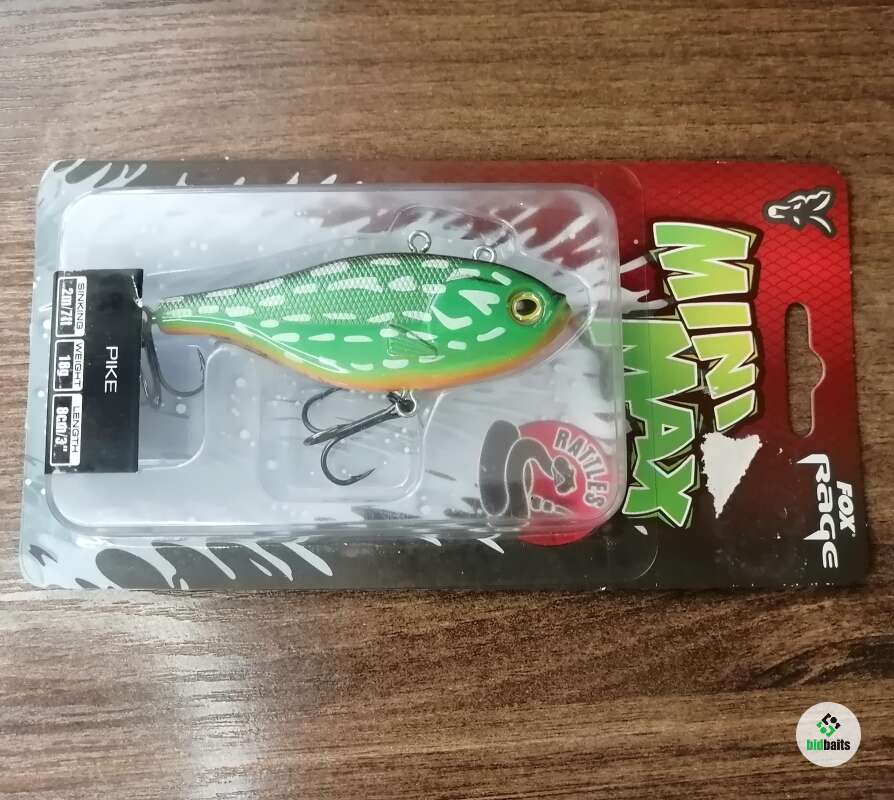 MINI
MAX
FOX
Rage
RATTLES
PIKE
SINKING
2m/7ft
WEIGHT
18g
LENGTH
8cm/3"
bidbaits